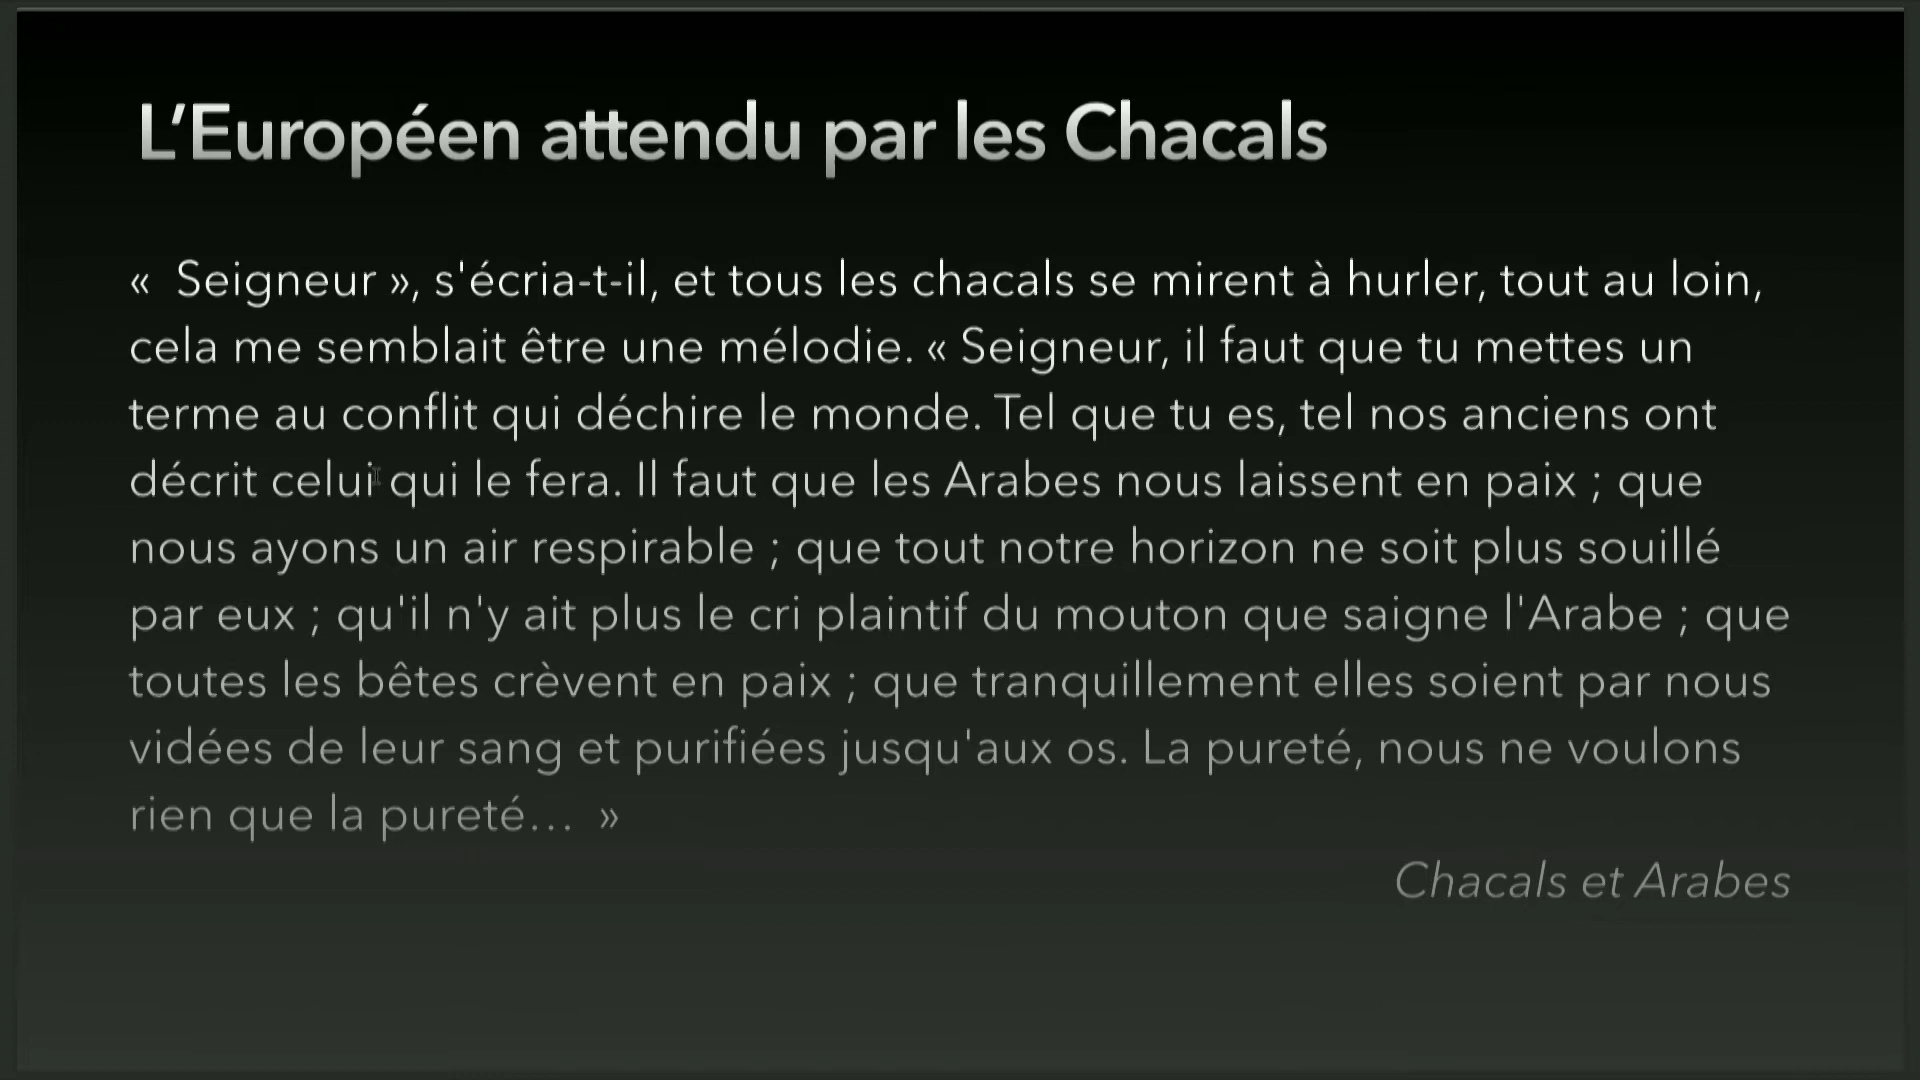 L’Européen attendu par les Chacals
«  Seigneur », s'écria-t-il, et tous les chacals se mirent à hurler, tout au loin,
cela me semblait être une mélodie. « Seigneur, il faut que tu mettes un
terme au conflit qui déchire le monde. Tel que tu es, tel nos anciens ont
décrit celui qui le fera. Il faut que les Arabes nous laissent en paix ; que
nous ayons un air respirable ; que tout notre horizon ne soit plus souillé
par eux ; qu'il n'y ait plus le cri plaintif du mouton que saigne l'Arabe ; que
toutes les bêtes crèvent en paix ; que tranquillement elles soient par nous
vidées de leur sang et purifiées jusqu'aux os. La pureté, nous ne voulons
rien que la pureté…  »
Chacals et Arabes